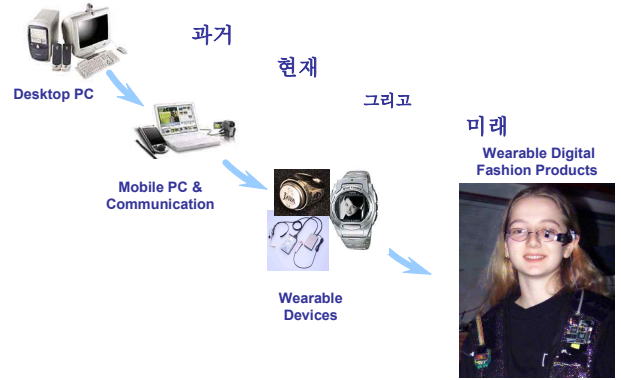 과거
현재
그리고
미래
Desktop PC
Mobile PC &
Communication
Wearable
Devices
Wearable Digital
Fashion Products